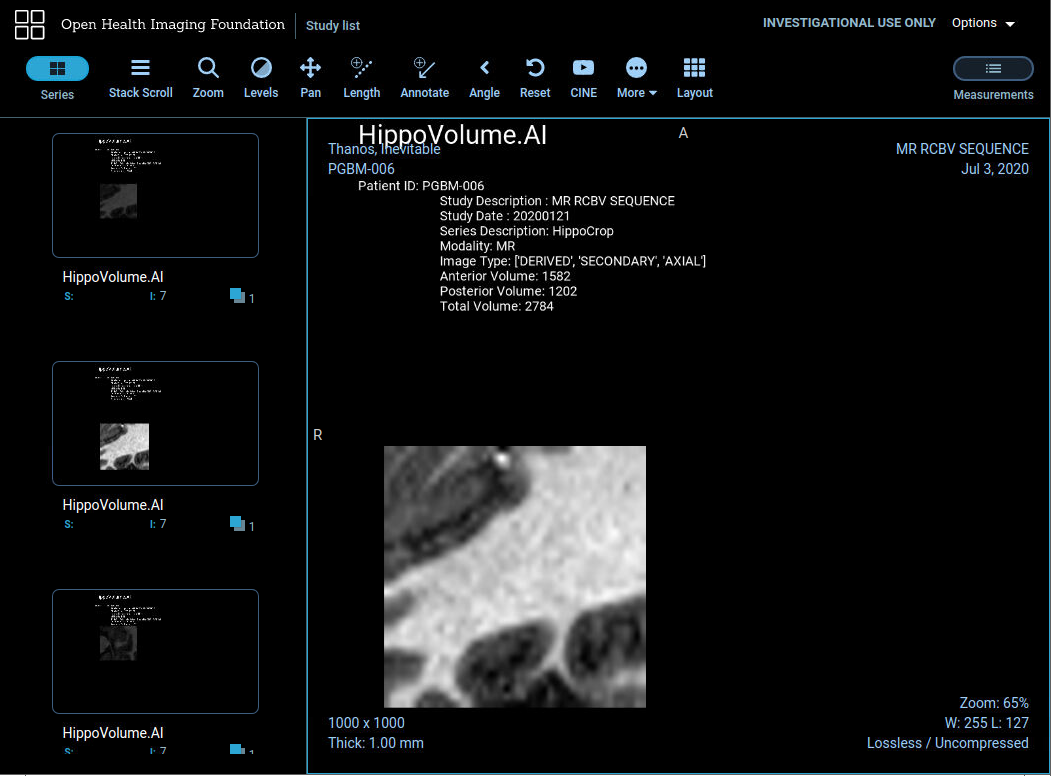 Open Health Imaging Foundation
Study list
INVESTIGATIONAL USE ONLY
Options
Series
Stack Scroll
Zoom
Levels
Pan
Length
Annotate
Angle
Reset
CINE
More
Layout
Measurements
HippoVolume.AI
S:
I: 7
1
HippoVolume.AI
S:
I: 7
1
HippoVolume.AI
S:
I: 7
1
HippoVolume.AI
A
Thanos, Inevitable
MR RCBV SEQUENCE
PGBM-006
Jul 3, 2020
Patient ID: PGBM-006
Study Description : MR RCBV SEQUENCE
Study Date : 20200121
Series Description: HippoCrop
Modality: MR
Image Type: ['DERIVED', 'SECONDARY', 'AXIAL']
Anterior Volume: 1582
Posterior Volume: 1202
Total Volume: 2784
R
Zoom: 65%
1000 x 1000
W: 255 L: 127
Thick: 1.00 mm
Lossless / Uncompressed